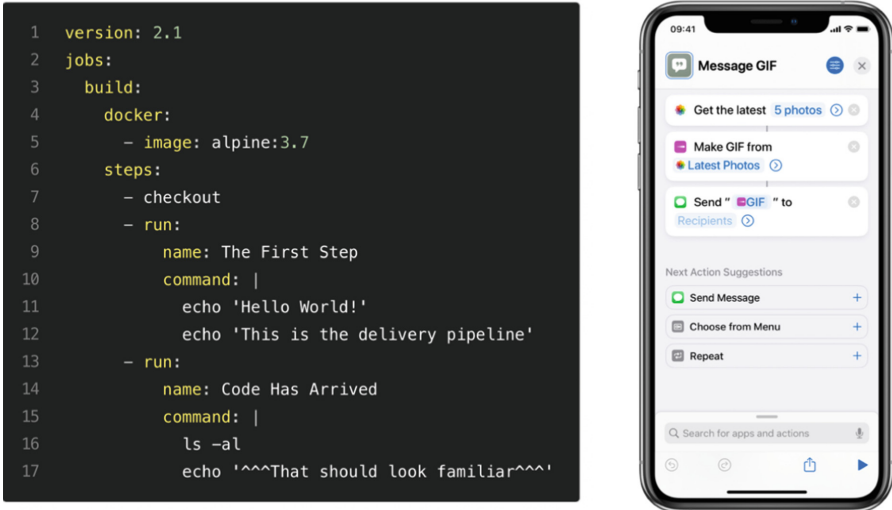 1 version: 2.1
2 jobs:
3 build:
4 docker:
5 - image: alpine:3.7
6 steps:
7 - checkout
8 - run:
9 name: The First Step
10 command: |
11 echo 'Hello World!'
12 echo 'This is the delivery pipeline'
13 - run:
14 name: Code Has Arrived
15 command: |
16 ls -al
17 echo '^^^That should look familiar^^^'
09:41
Message GIF
Get the latest 5 photos
Make GIF from
Latest Photos
Send " GIF " to
Recipients
Next Action Suggestions
Send Message
Choose from Menu
Repeat
Search for apps and actions